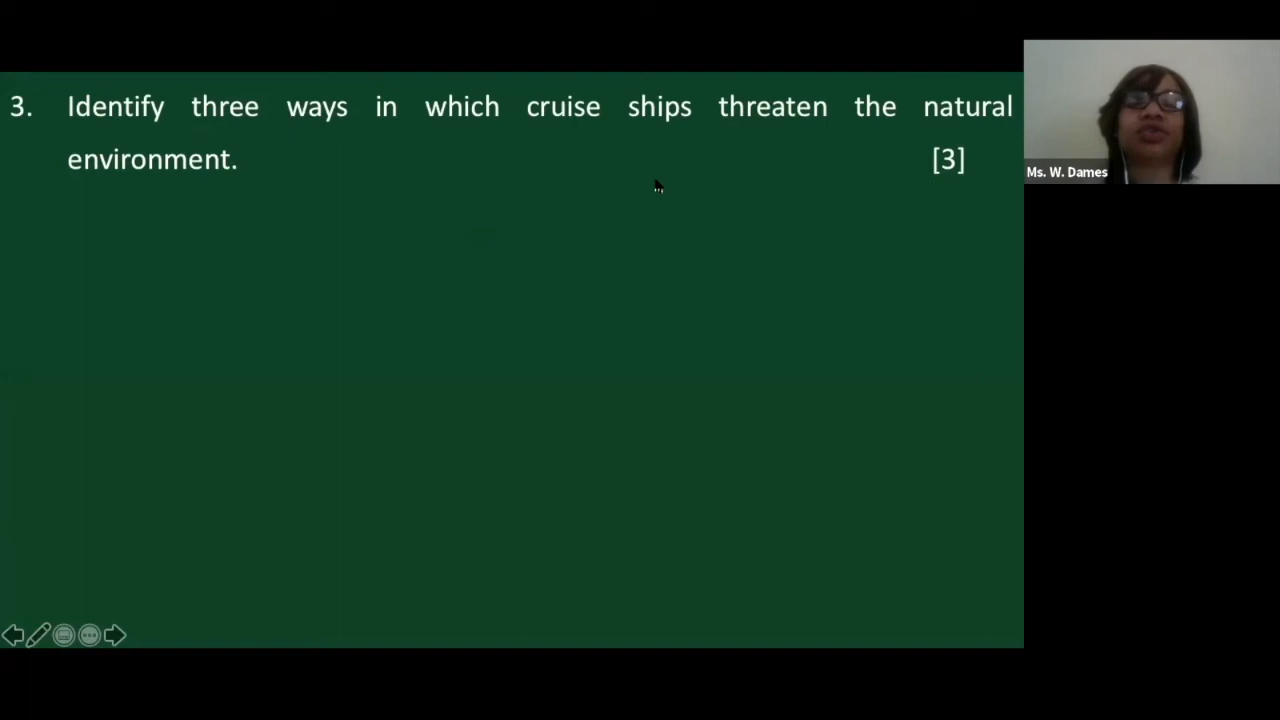 3. Identify three ways in which cruise ships threaten the natural
environment. [3]
Ms. W. Dames